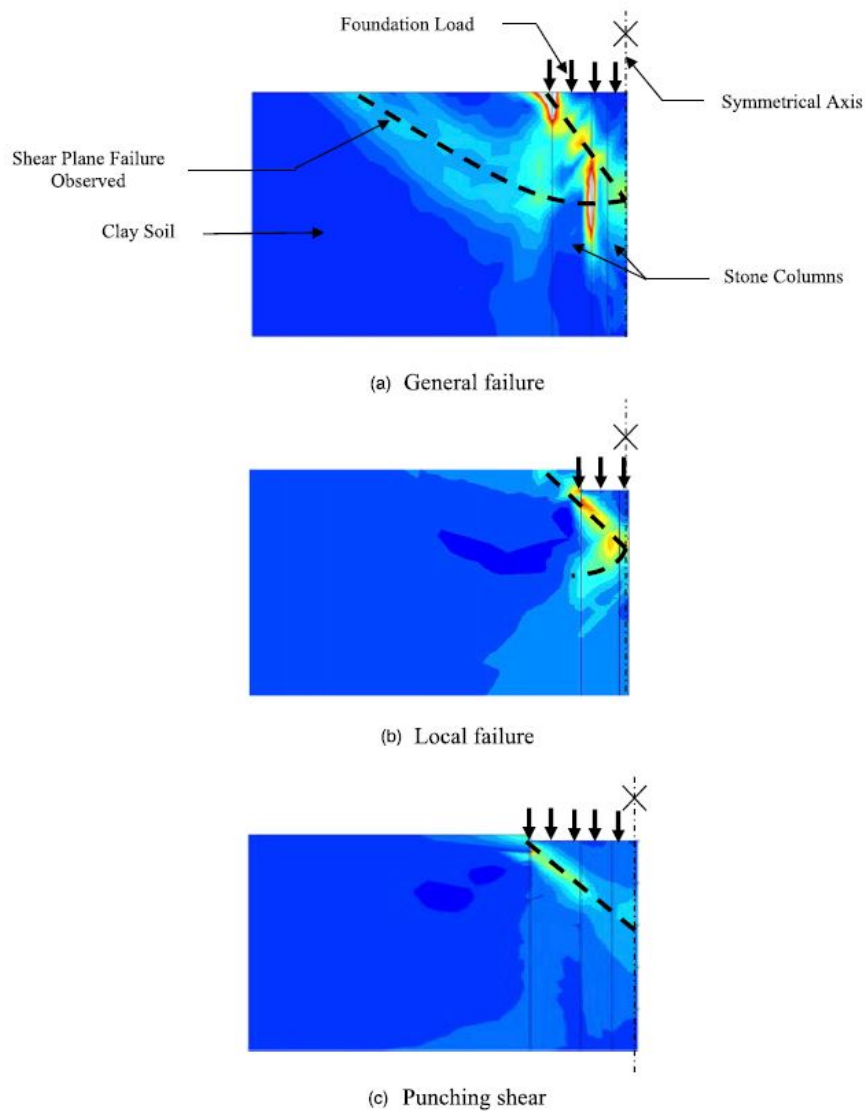 Foundation Load
Symmetrical Axis
Shear Plane Failure
Observed
Clay Soil
Stone Columns
(a) General failure
(b) Local failure
(c) Punching shear